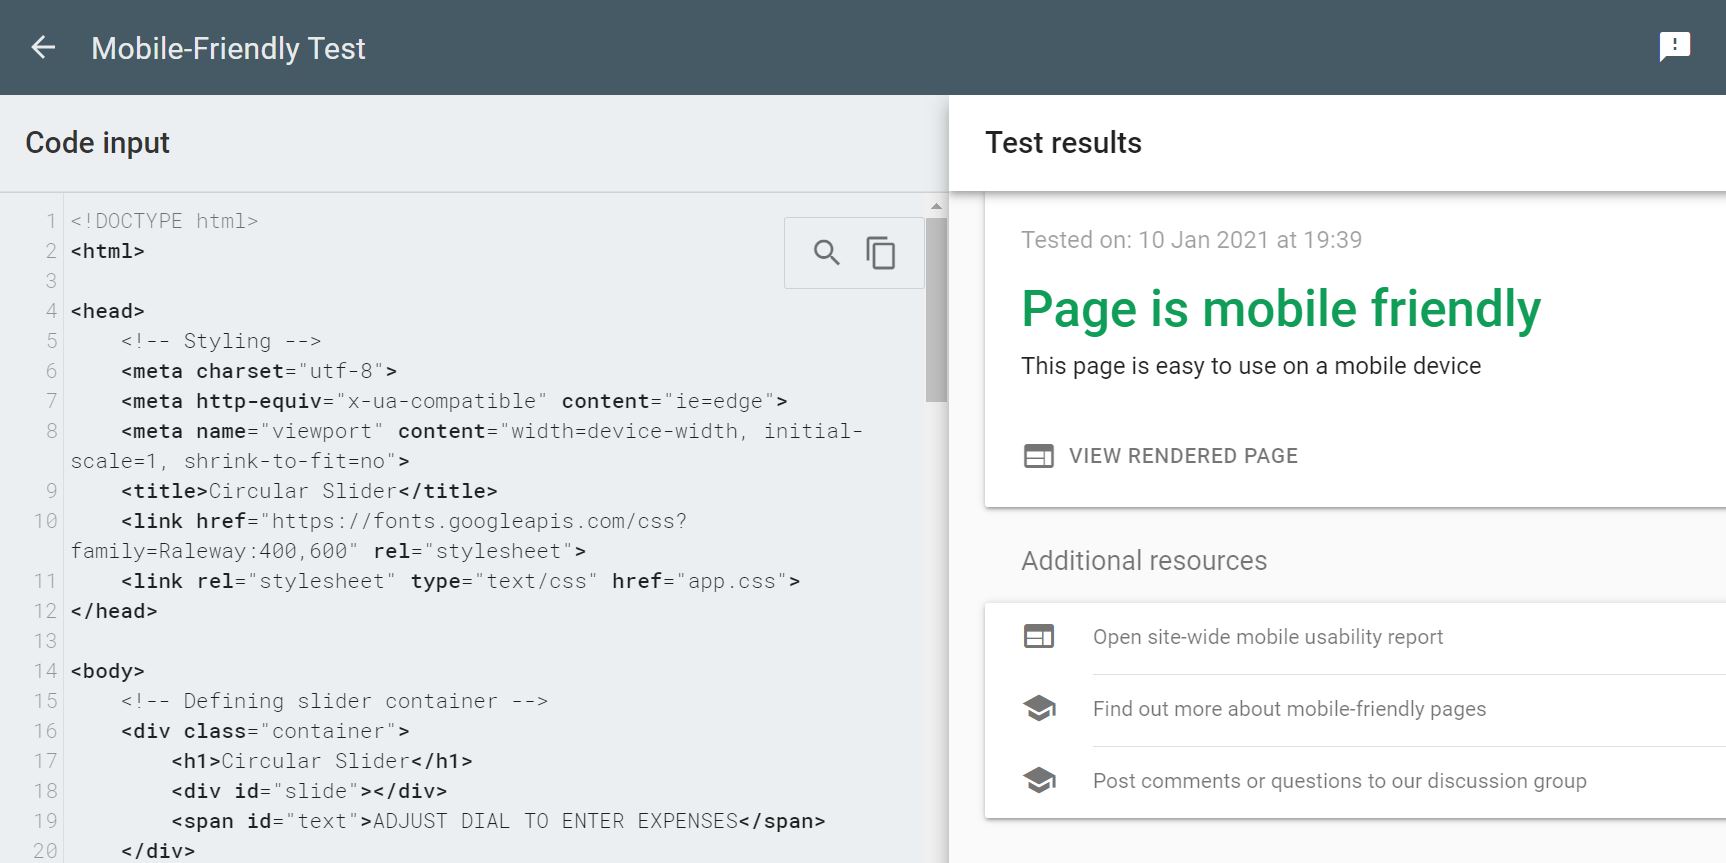 Mobile-Friendly Test
Code input
1 <!DOCTYPE html>
2 <html>
3
4 <head>
5     <!-- Styling -->
6     <meta charset="utf-8">
7     <meta http-equiv="x-ua-compatible" content="ie=edge">
8     <meta name="viewport" content="width=device-width, initial-
scale=1, shrink-to-fit=no">
9     <title>Circular Slider</title>
10     <link href="https://fonts.googleapis.com/css?
family=Raleway:400,600" rel="stylesheet">
11     <link rel="stylesheet" type="text/css" href="app.css">
12 </head>
13
14 <body>
15     <!-- Defining slider container -->
16     <div class="container">
17         <h1>Circular Slider</h1>
18         <div id="slide"></div>
19         <span id="text">ADJUST DIAL TO ENTER EXPENSES</span>
20     </div>
Test results
Tested on: 10 Jan 2021 at 19:39
Page is mobile friendly
This page is easy to use on a mobile device
VIEW RENDERED PAGE
Additional resources
Open site-wide mobile usability report
Find out more about mobile-friendly pages
Post comments or questions to our discussion group